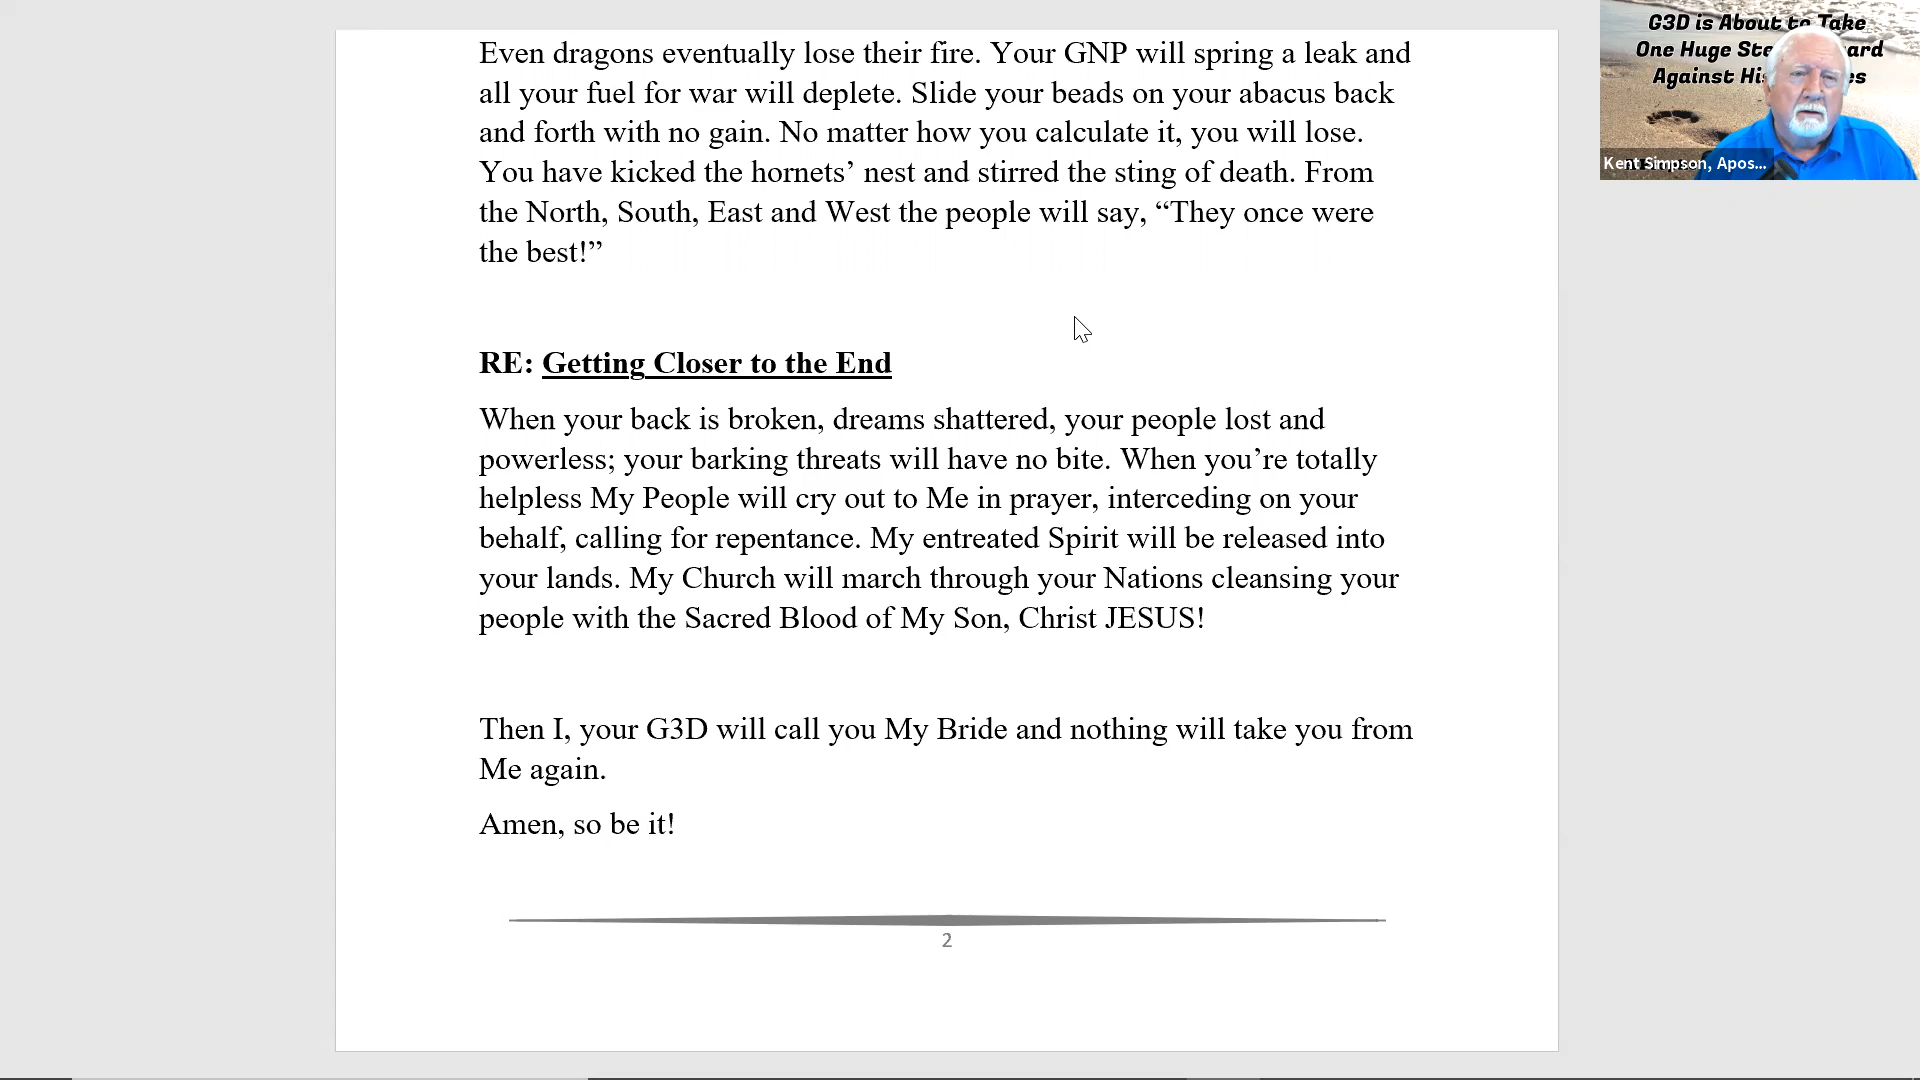 Even dragons eventually lose their fire. Your GNP will spring a leak and
all your fuel for war will deplete. Slide your beads on your abacus back
and forth with no gain. No matter how you calculate it, you will lose.
You have kicked the hornets’ nest and stirred the sting of death. From
the North, South, East and West the people will say, “They once were
the best!”
RE: Getting Closer to the End
When your back is broken, dreams shattered, your people lost and
powerless; your barking threats will have no bite. When you’re totally
helpless My People will cry out to Me in prayer, interceding on your
behalf, calling for repentance. My entreated Spirit will be released into
your lands. My Church will march through your Nations cleansing your
people with the Sacred Blood of My Son, Christ JESUS!
Then I, your G3D will call you My Bride and nothing will take you from
Me again.
Amen, so be it!
2
G3D is About to Take
One Huge
Against
Kent Simpson, Apos...